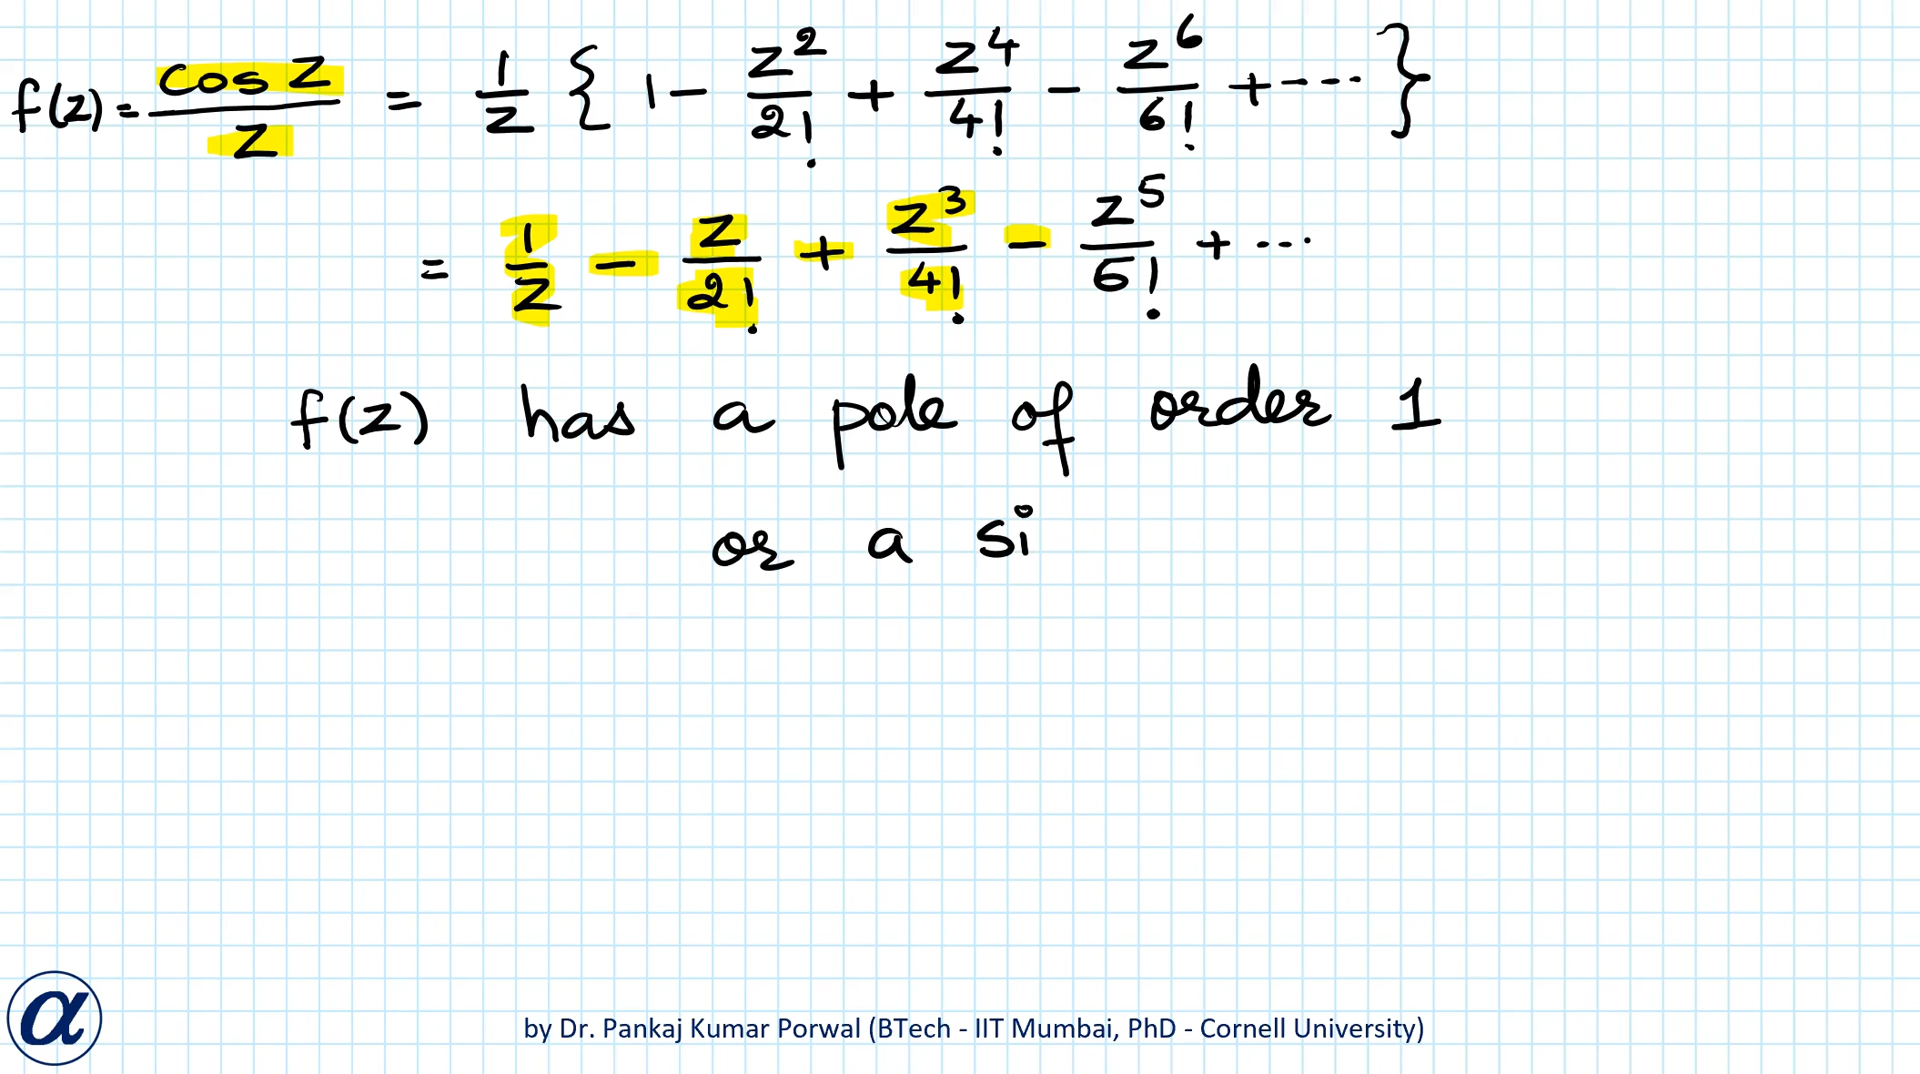 f(z) = cos z / z = 1/z { 1 - z²/2! + z⁴/4! - z⁶/6! + ---- }
= 1/z - z/2! + z³/4! - z⁵/6! + ---
f(z) has a pole of order 1
or a si
α
by Dr. Pankaj Kumar Porwal (BTech - IIT Mumbai, PhD - Cornell University)